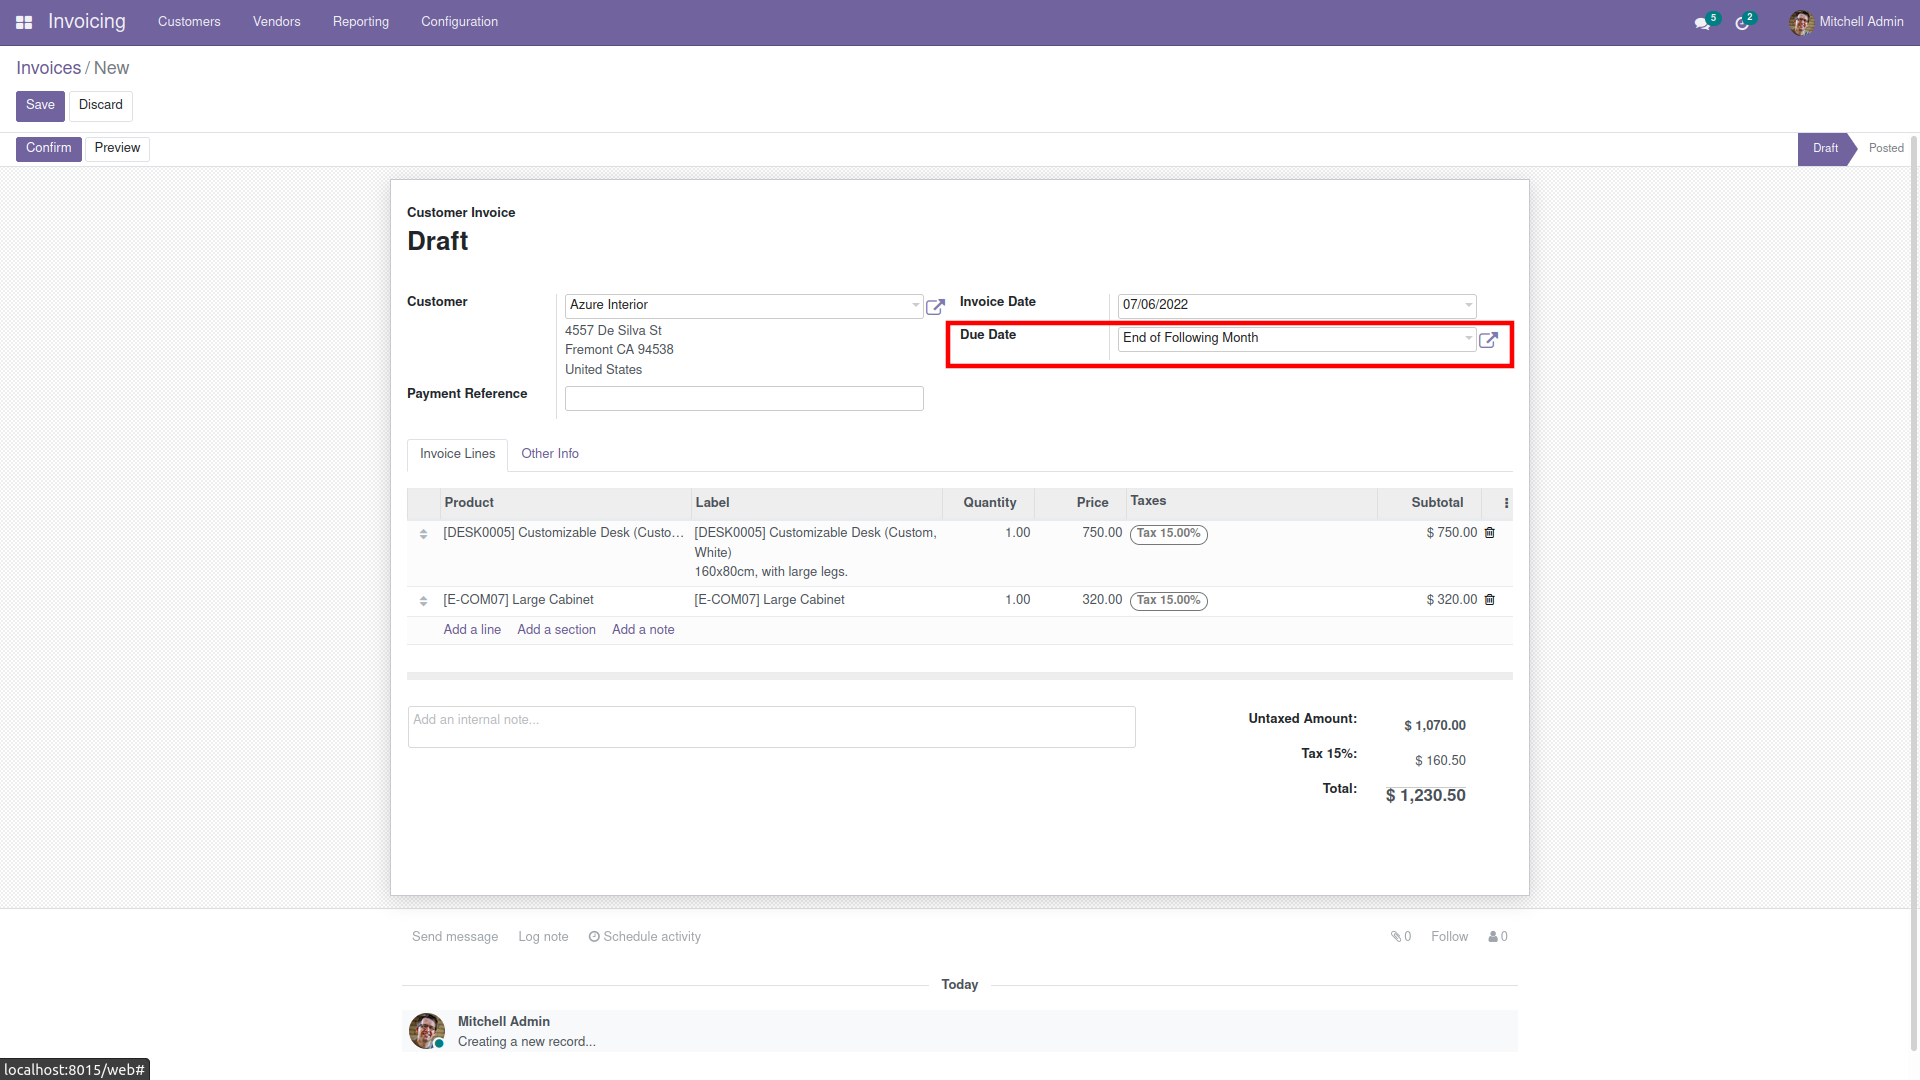 Invoicing Customers Vendors Reporting Configuration 5 2 Mitchell Admin
Invoices / New
Save Discard
Confirm Preview Draft Posted
Customer Invoice
Draft
Customer Azure Interior Invoice Date 07/06/2022
4557 De Silva St Due Date End of Following Month
Fremont CA 94538
United States
Payment Reference
Invoice Lines Other Info
Product Label Quantity Price Taxes Subtotal
[DESK0005] Customizable Desk (Custo... [DESK0005] Customizable Desk (Custom, 1.00 750.00 Tax 15.00% $ 750.00
White)
160x80cm, with large legs.
[E-COM07] Large Cabinet [E-COM07] Large Cabinet 1.00 320.00 Tax 15.00% $ 320.00
Add a line Add a section Add a note
Add an internal note... Untaxed Amount: $ 1,070.00
Tax 15%: $ 160.50
Total: $ 1,230.50
Send message Log note Schedule activity 0 Follow 0
Today
Mitchell Admin
Creating a new record...
localhost:8015/web#